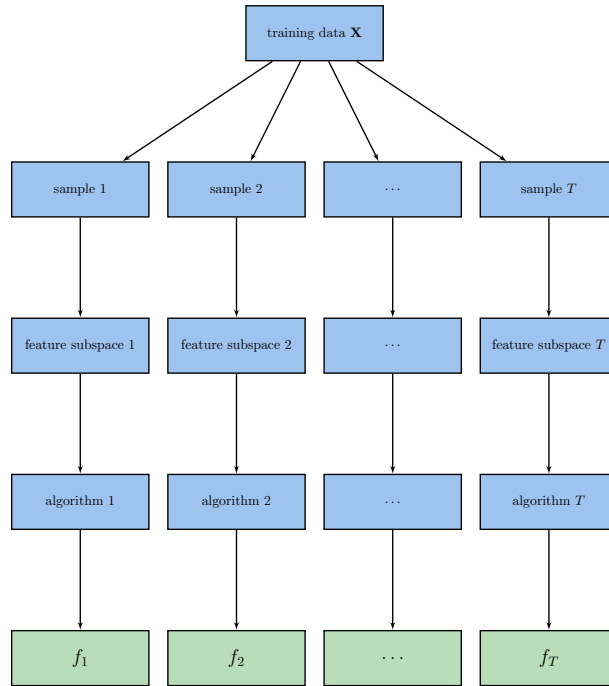 training data X
sample 1 sample 2 ··· sample T
feature subspace 1 feature subspace 2 ··· feature subspace T
algorithm 1 algorithm 2 ··· algorithm T
f₁ f₂ ··· f_T